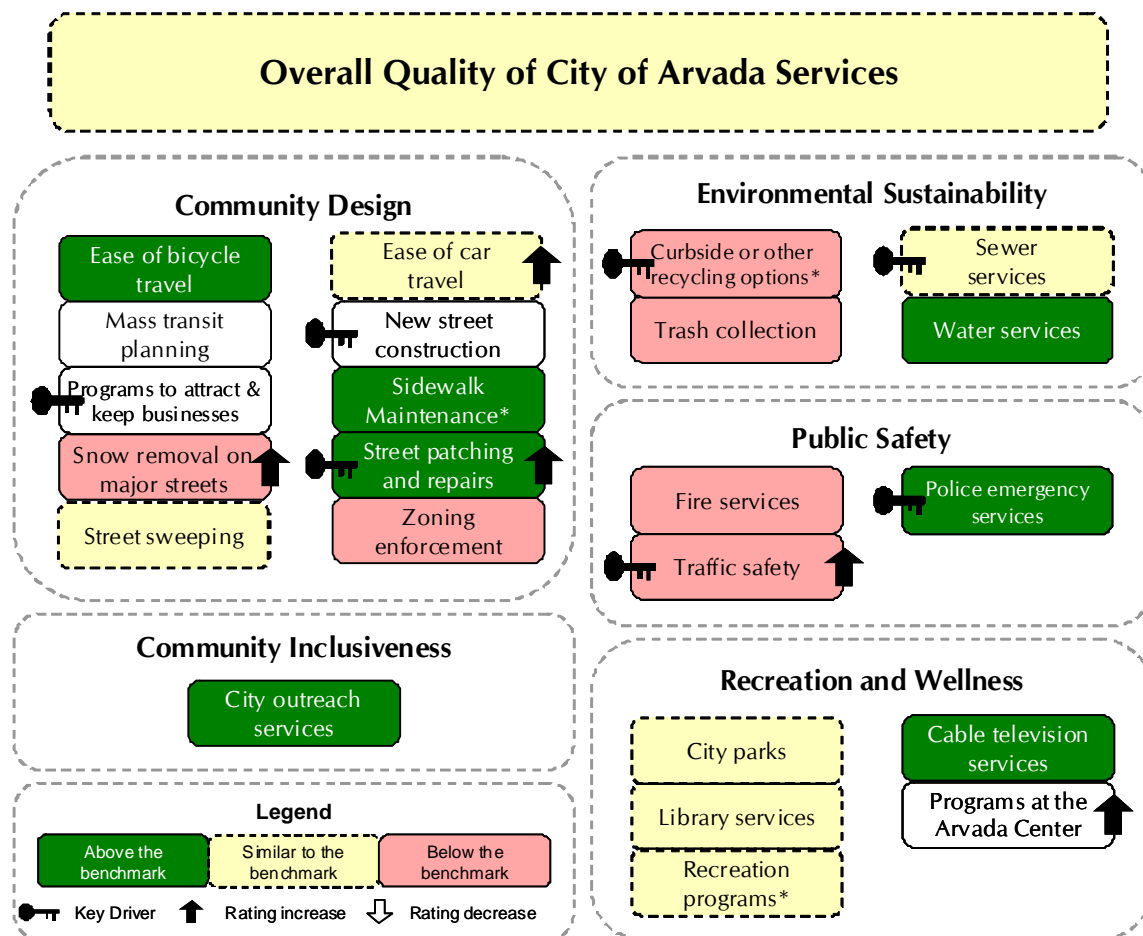 Overall Quality of City of Arvada Services
Community Design
Ease of bicycle
travel
Mass transit
planning
Programs to attract &
keep businesses
Snow removal on
major streets
Street sweeping
Ease of car
travel
New street
construction
Sidewalk
Maintenance*
Street patching
and repairs
Zoning
enforcement
Environmental Sustainability
Curbside or other
recycling options*
Trash collection
Sewer
services
Water services
Public Safety
Fire services
Traffic safety
Police emergency
services
Community Inclusiveness
City outreach
services
Recreation and Wellness
City parks
Library services
Recreation
programs*
Cable television
services
Programs at the
Arvada Center
Legend
Above the
benchmark
Similar to the
benchmark
Below the
benchmark
Key Driver
Rating increase
Rating decrease